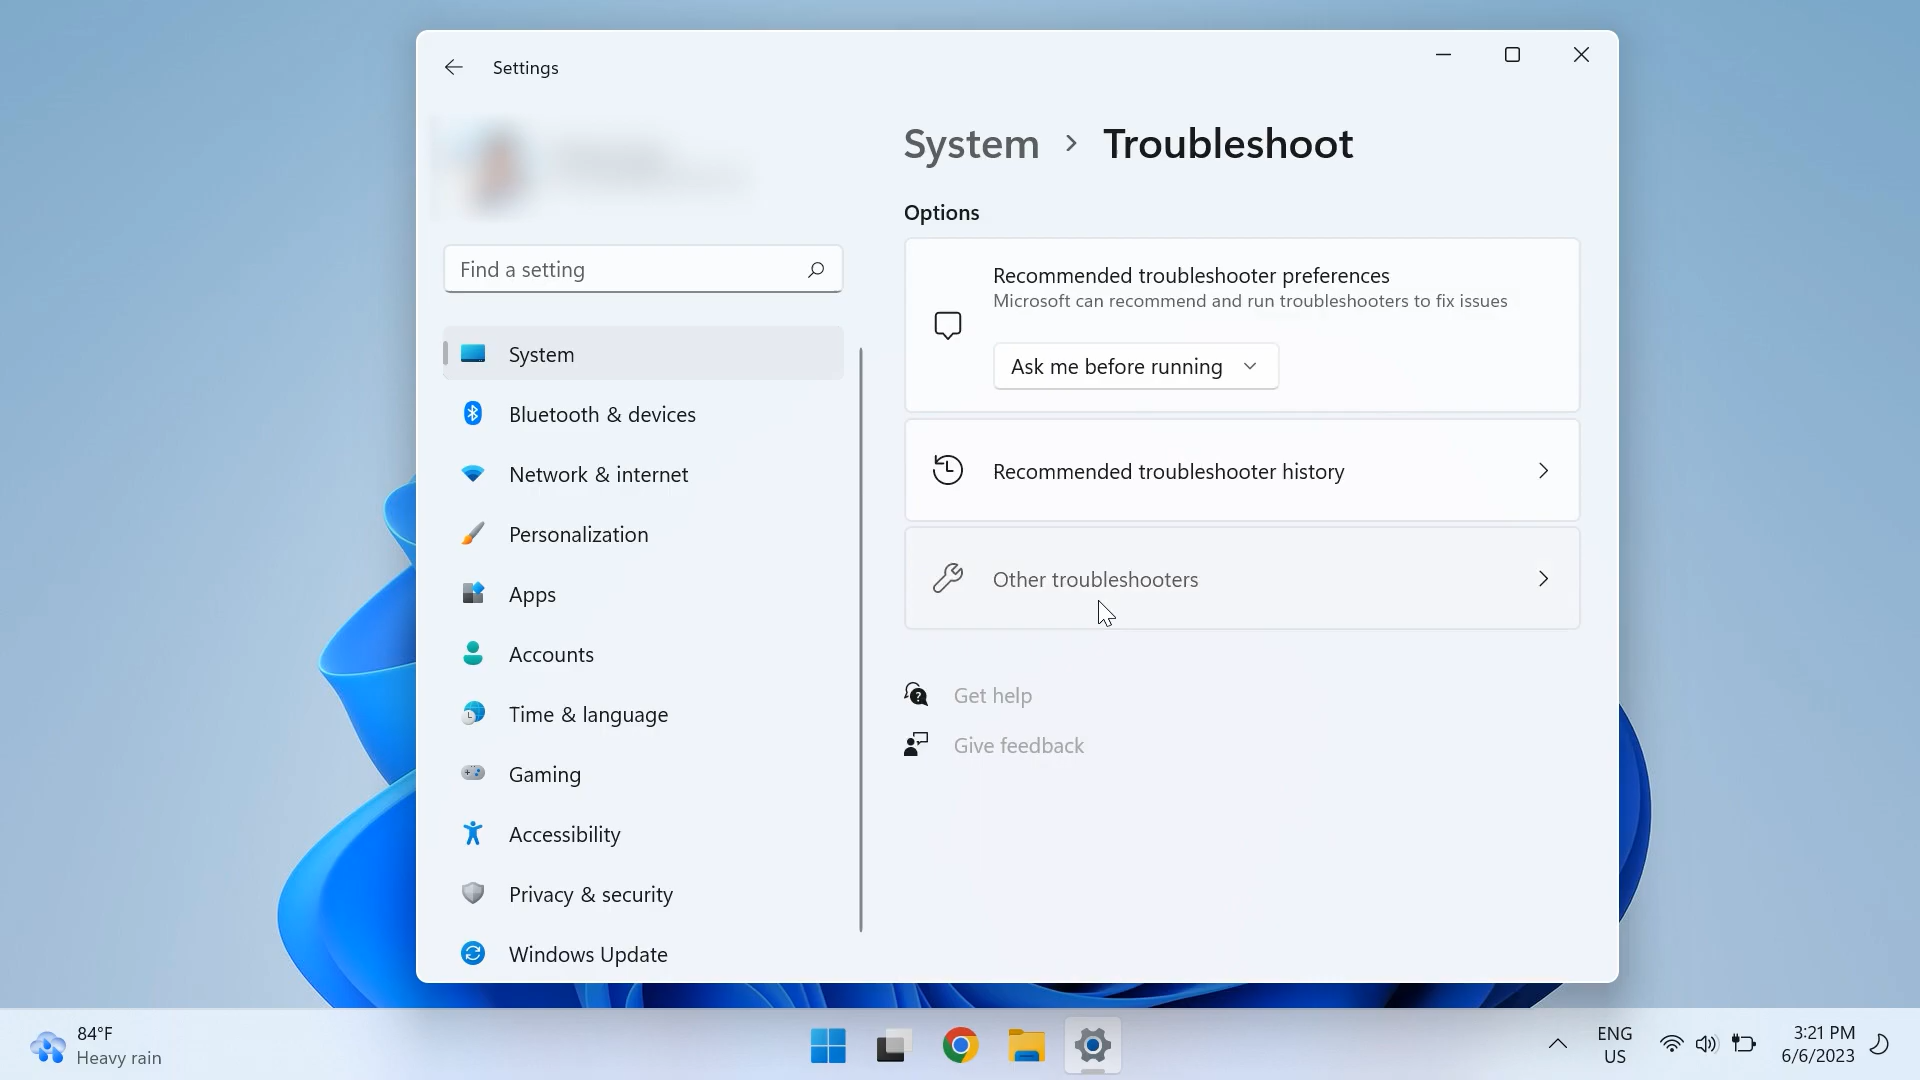 Settings
Find a setting
System
Bluetooth & devices
Network & internet
Personalization
Apps
Accounts
Time & language
Gaming
Accessibility
Privacy & security
Windows Update
System > Troubleshoot
Options
Recommended troubleshooter preferences
Microsoft can recommend and run troubleshooters to fix issues
Ask me before running
Recommended troubleshooter history
Other troubleshooters
Get help
Give feedback
84°F
Heavy rain
ENG
US
3:21 PM
6/6/2023